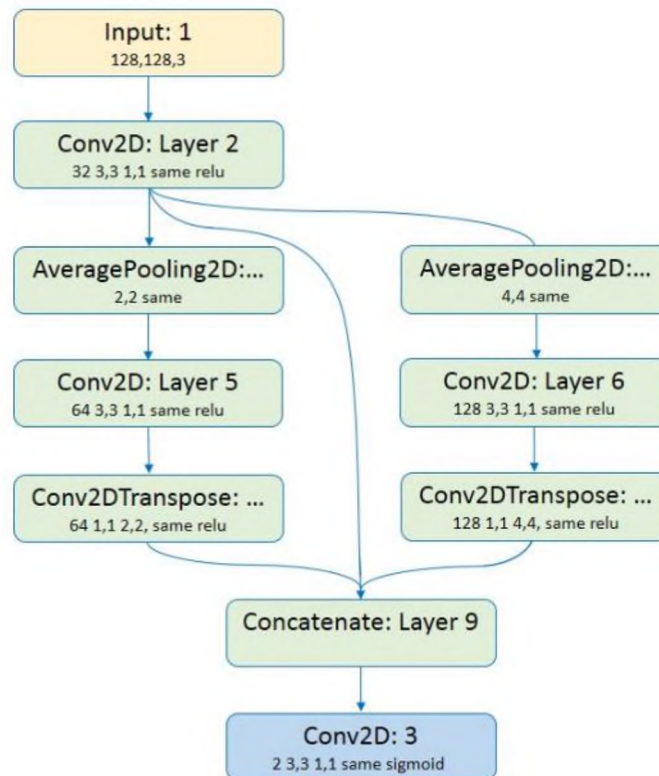 Input: 1
128,128,3
Conv2D: Layer 2
32 3,3 1,1 same relu
AveragePooling2D:...
2,2 same
AveragePooling2D:...
4,4 same
Conv2D: Layer 5
64 3,3 1,1 same relu
Conv2D: Layer 6
128 3,3 1,1 same relu
Conv2DTranspose: ...
64 1,1 2,2, same relu
Conv2DTranspose: ...
128 1,1 4,4, same relu
Concatenate: Layer 9
Conv2D: 3
2 3,3 1,1 same sigmoid